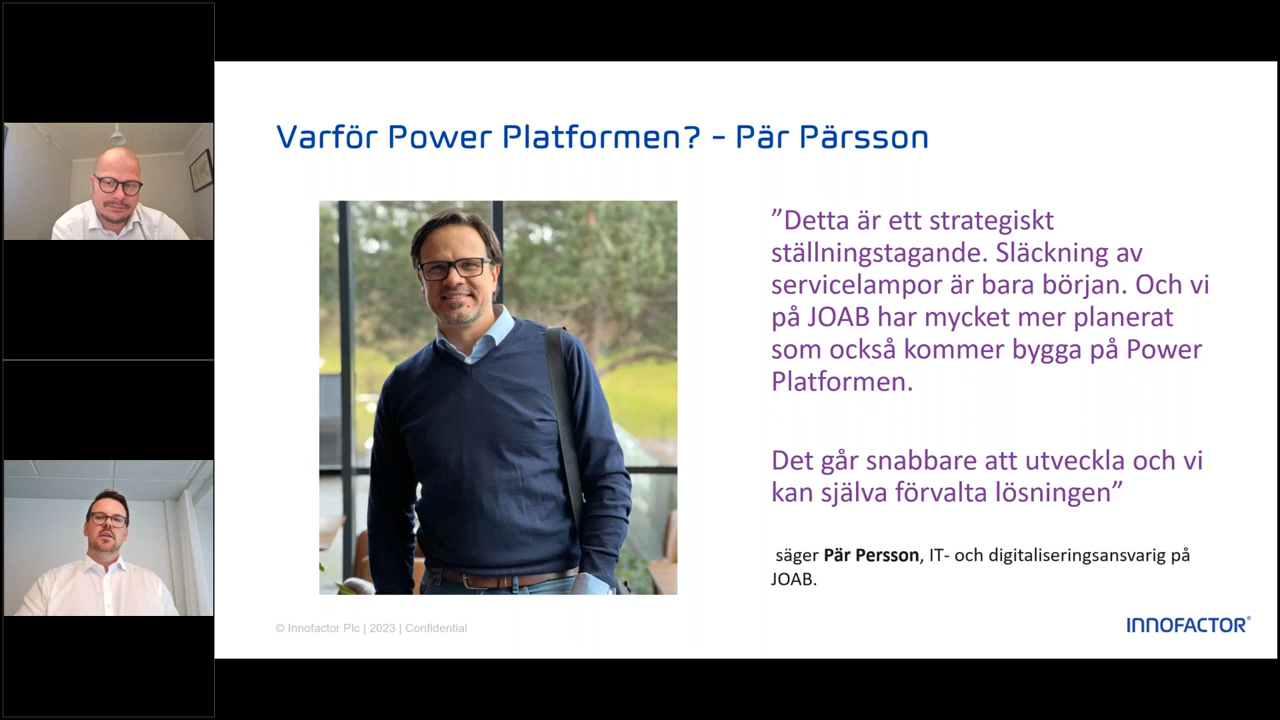 Varför Power Platformen? – Pär Pärsson
”Detta är ett strategiskt
ställningstagande. Släckning av
servicelampor är bara början. Och vi
på JOAB har mycket mer planerat
som också kommer bygga på Power
Platformen.
Det går snabbare att utveckla och vi
kan själva förvalta lösningen”
säger Pär Persson, IT- och digitaliseringsansvarig på
JOAB.
© Innofactor Plc | 2023 | Confidential
INNOFACTOR®